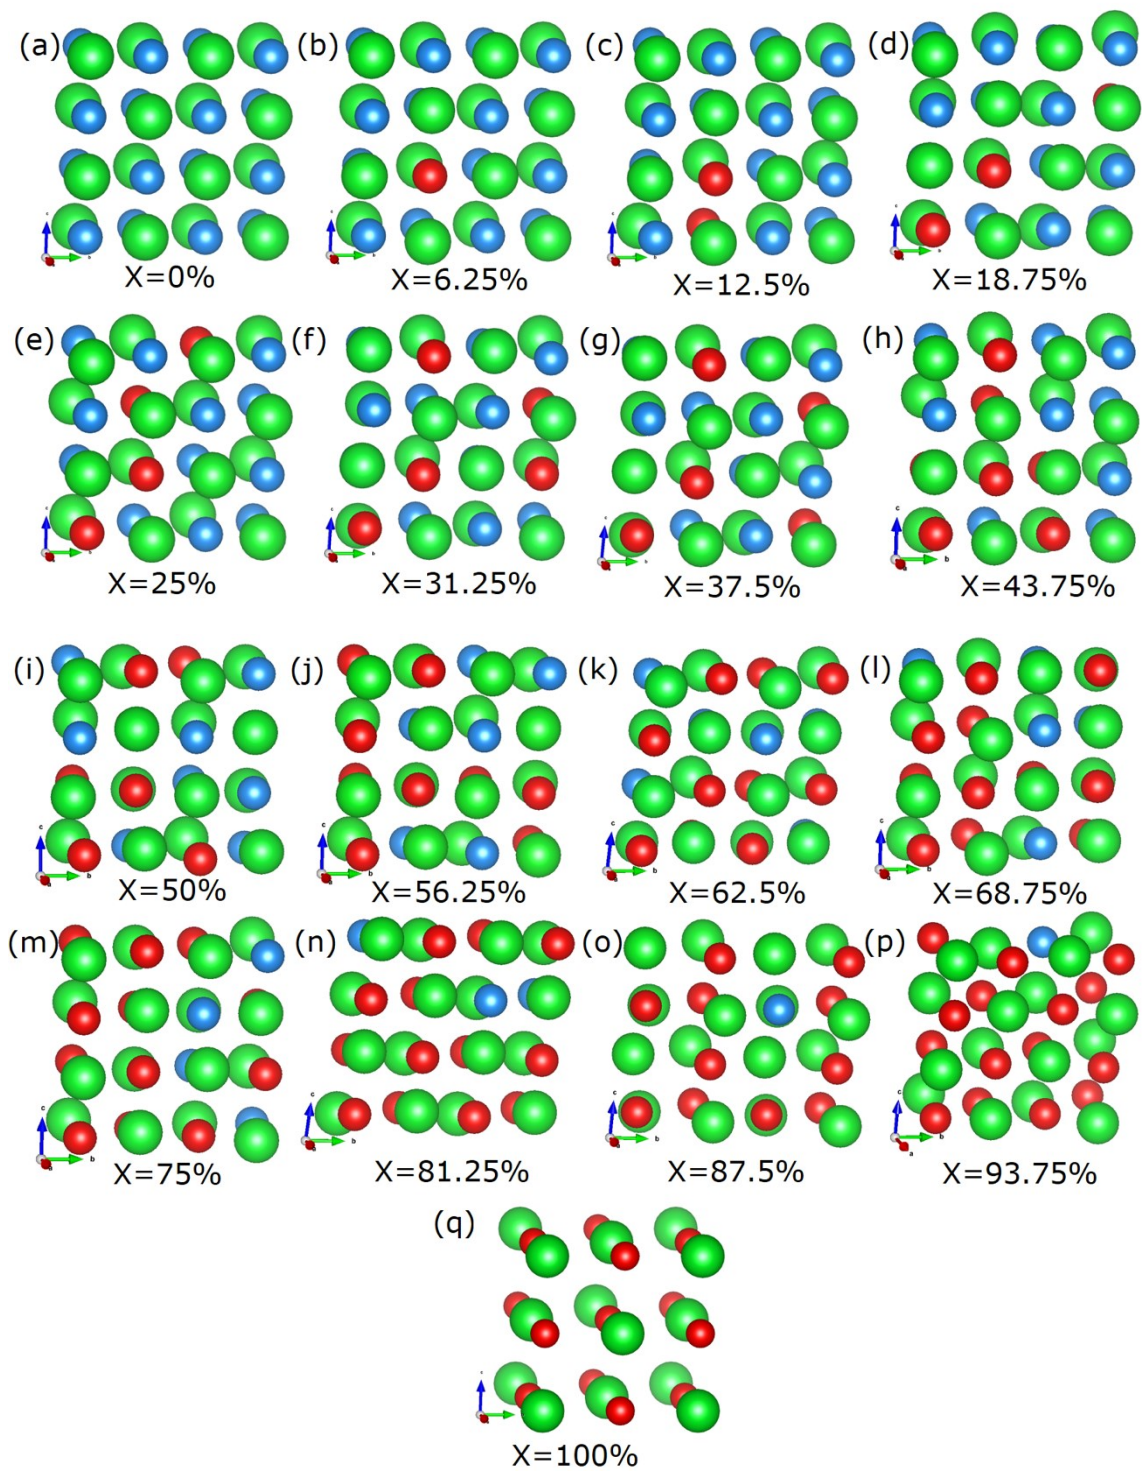 (a) (b) (c) (d)
X=0% X=6.25% X=12.5% X=18.75%
(e) (f) (g) (h)
X=25% X=31.25% X=37.5% X=43.75%
(i) (j) (k) (l)
X=50% X=56.25% X=62.5% X=68.75%
(m) (n) (o) (p)
X=75% X=81.25% X=87.5% X=93.75%
(q)
X=100%